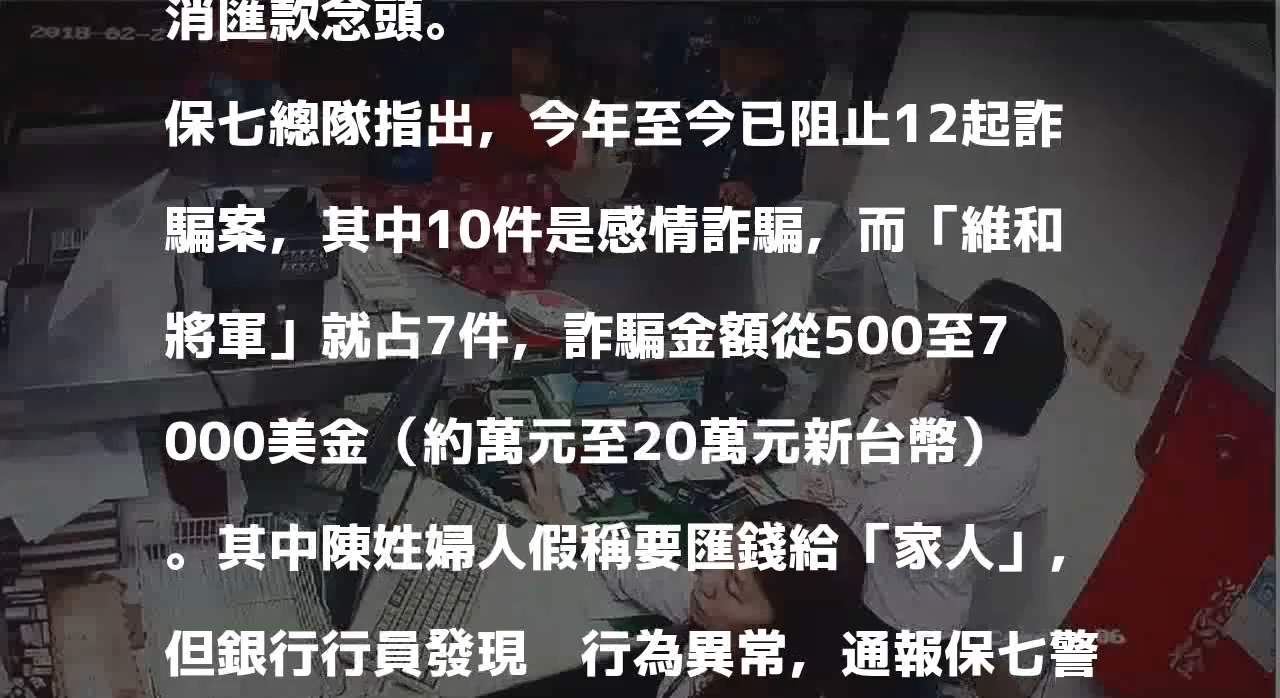 2018-02-2
消匯款念頭。
保七總隊指出，今年至今已阻止12起詐
騙案，其中10件是感情詐騙，而「維和
將軍」就占7件，詐騙金額從500至7
000美金（約萬元至20萬元新台幣）
。其中陳姓婦人假稱要匯錢給「家人」，
但銀行行員發現　行為異常，通報保七警